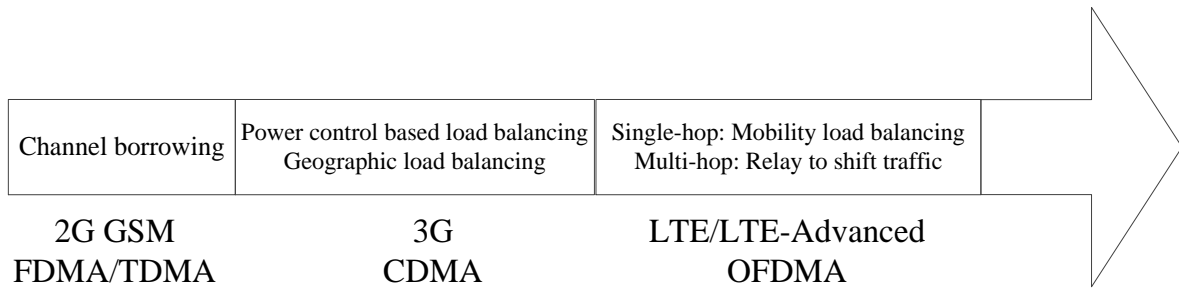 Channel borrowing
Power control based load balancing
Geographic load balancing
Single-hop: Mobility load balancing
Multi-hop: Relay to shift traffic
2G GSM
FDMA/TDMA
3G
CDMA
LTE/LTE-Advanced
OFDMA